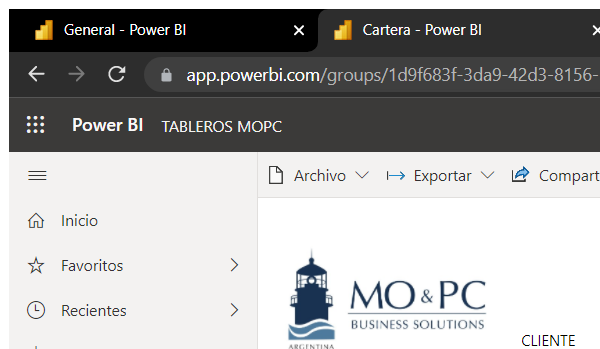 General - Power BI
Cartera - Power BI
app.powerbi.com/groups/1d9f683f-3da9-42d3-8156-
Power BI TABLEROS MOPC
Archivo Exportar Compart
Inicio
Favoritos
Recientes
MO & PC
BUSINESS SOLUTIONS
ARGENTINA
CLIENTE